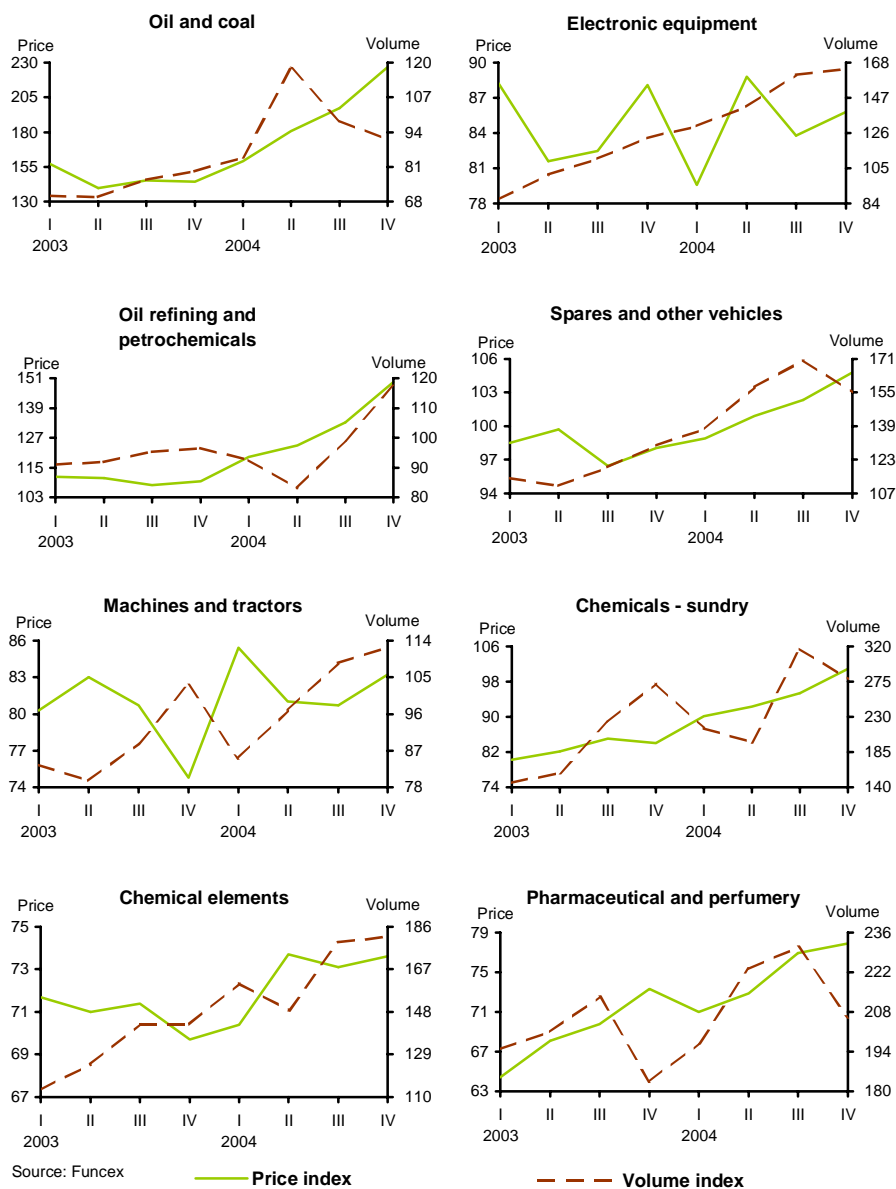 Oil and coal
Price Volume
230 120
205 107
180 94
155 81
130 68
I II III IV I II III IV
2003 2004
Electronic equipment
Price Volume
90 168
87 147
84 126
81 105
78 84
I II III IV I II III IV
2003 2004
Oil refining and
petrochemicals
Price Volume
151 120
139 110
127 100
115 90
103 80
I II III IV I II III IV
2003 2004
Spares and other vehicles
Price Volume
106 171
103 155
100 139
97 123
94 107
I II III IV I II III IV
2003 2004
Machines and tractors
Price Volume
86 114
83 105
80 96
77 87
74 78
I II III IV I II III IV
2003 2004
Chemicals - sundry
Price Volume
106 320
98 275
90 230
82 185
74 140
I II III IV I II III IV
2003 2004
Chemical elements
Price Volume
75 186
73 167
71 148
69 129
67 110
I II III IV I II III IV
2003 2004
Pharmaceutical and perfumery
Price Volume
79 236
75 222
71 208
67 194
63 180
I II III IV I II III IV
2003 2004
Source: Funcex Price index Volume index